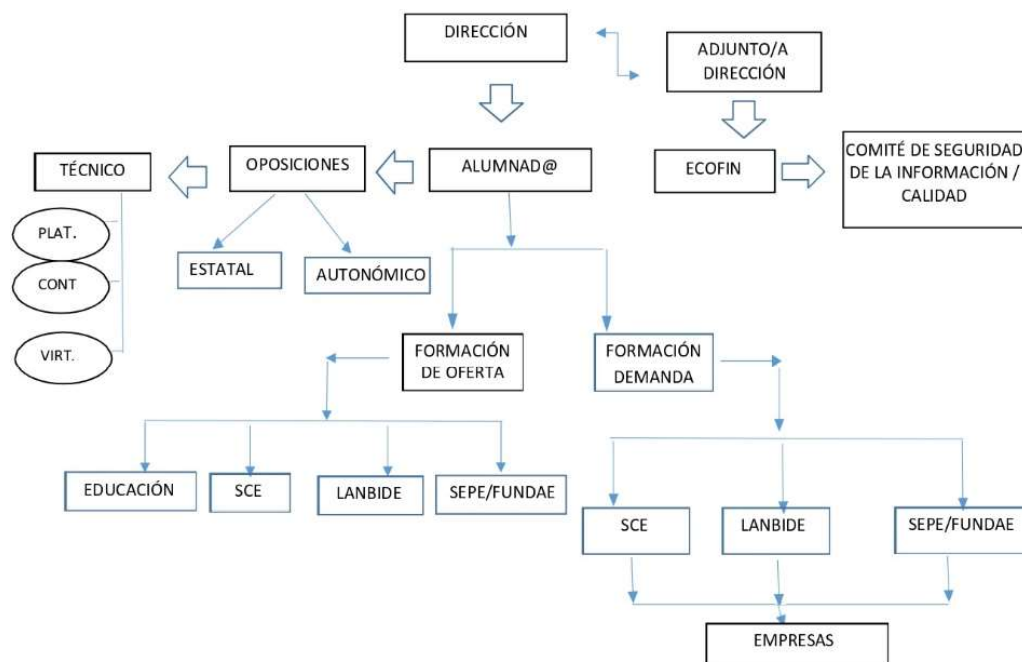 DIRECCIÓN
ADJUNTO/A
DIRECCIÓN
TÉCNICO
OPOSICIONES
ALUMNAD@
ECOFIN
COMITÉ DE SEGURIDAD
DE LA INFORMACIÓN /
CALIDAD
PLAT.
CONT
VIRT.
ESTATAL
AUTONÓMICO
FORMACIÓN
DE OFERTA
FORMACIÓN
DEMANDA
EDUCACIÓN
SCE
LANBIDE
SEPE/FUNDAE
SCE
LANBIDE
SEPE/FUNDAE
EMPRESAS